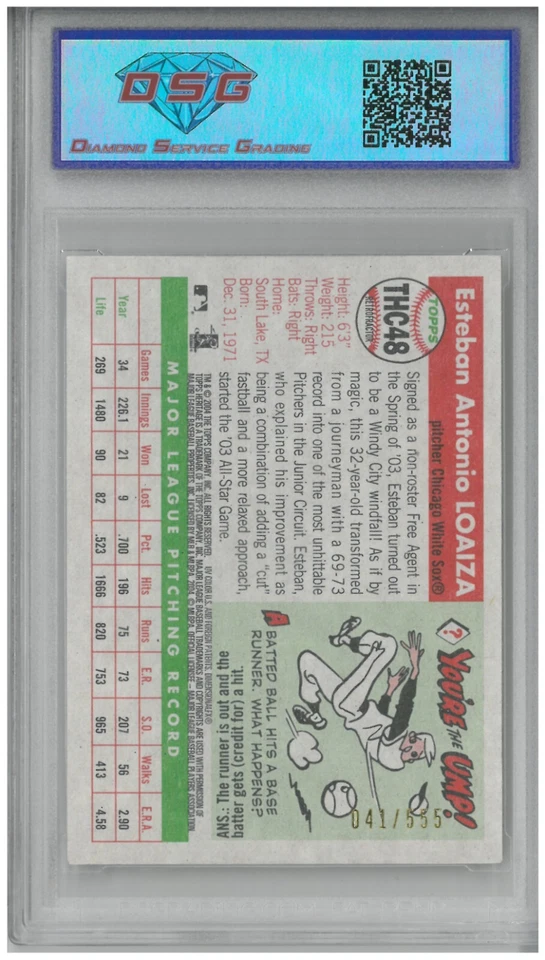 DSG
DIAMOND SERVICE GRADING
TOPPS
THC48
RETROFRACTOR
Esteban Antonio LOAIZA
pitcher Chicago White Sox®
Height: 6'3"
Weight: 215
Throws: Right
Bats: Right
Home:
South Lake, TX
Born:
Dec. 31, 1971
Signed as a non-roster Free Agent in
the Spring of '03, Esteban turned out
to be a Windy City windfall! As if by
magic, this 32-year-old transformed
from a journeyman with a 69-73
record into one of the most unhittable
Pitchers in the Junior Circuit. Esteban,
who explained his improvement as
being a combination of adding a "cut"
fastball and a more relaxed approach,
started the '03 All-Star Game.
? YOU'RE THE UMP!
041/555
A BATTED BALL HITS A BASE
RUNNER. WHAT HAPPENS?
ANS.: The runner is out and the
batter gets (credit for) a hit.
MAJOR LEAGUE PITCHING RECORD
Games Innings Won Lost Pct. Hits Runs E.R. S.O. Walks E.R.A.
Year 34 226.1 21 9 .700 196 75 73 207 56 2.90
Life 269 1480 90 82 .523 1666 820 753 965 413 4.58